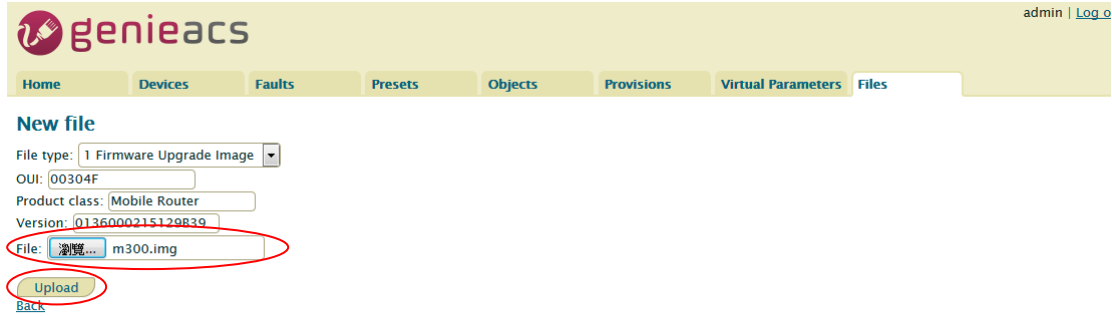 genieacs
admin | Log o
Home Devices Faults Presets Objects Provisions Virtual Parameters Files
New file
File type: 1 Firmware Upgrade Image
OUI: 00304F
Product class: Mobile Router
Version: 0136000215129B39
File: 瀏覽... m300.img
Upload
Back